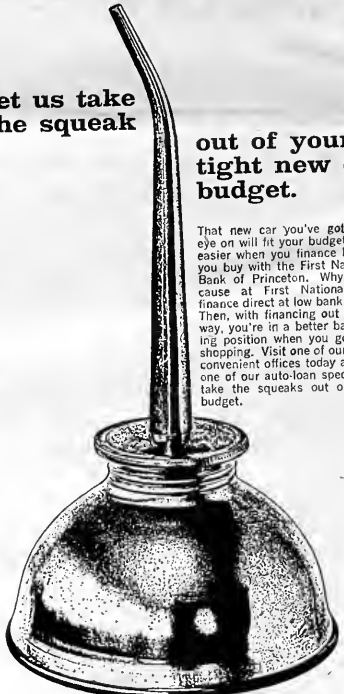 et us take
he squeak
out of your
tight new
budget.
That new car you've got
eye on will fit your budget
easier when you finance
you buy with the First Na
Bank of Princeton. Why
cause at First National
finance direct at low bank
Then, with financing out
way, you're in a better ba
ing position when you ge
shopping. Visit one of our
convenient offices today a
one of our auto-loan spec
take the squeaks out o
budget.